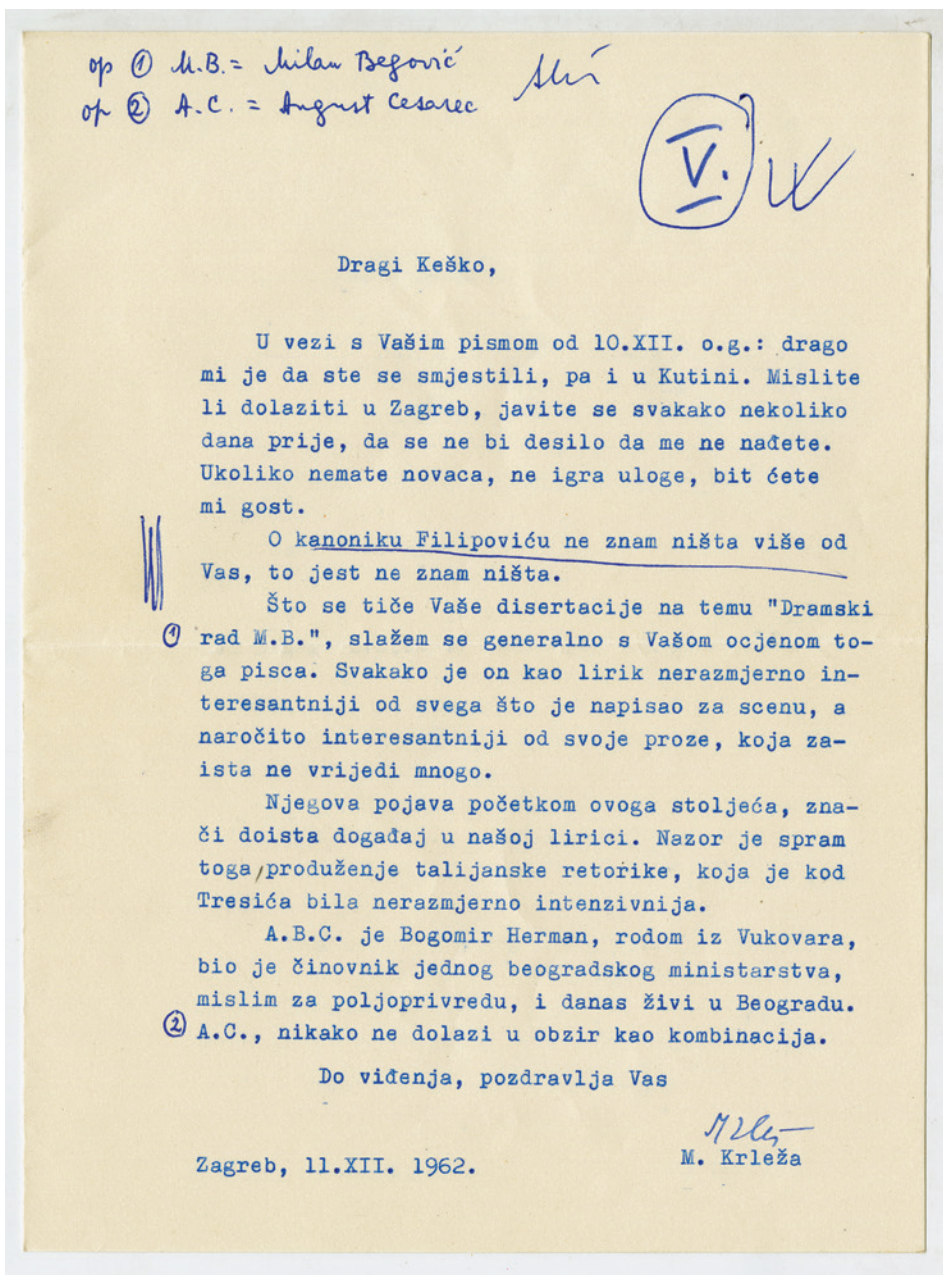 op ① M.B. = Milan Begović
op ② A.C. = August Cesarec
V.
Dragi Keško,
U vezi s Vašim pismom od 10.XII. o.g.: drago
mi je da ste se smjestili, pa i u Kutini. Mislite
li dolaziti u Zagreb, javite se svakako nekoliko
dana prije, da se ne bi desilo da me ne nađete.
Ukoliko nemate novaca, ne igra uloge, bit ćete
mi gost.
O kanoniku Filipoviću ne znam ništa više od
Vas, to jest ne znam ništa.
Što se tiče Vaše disertacije na temu "Dramski
① rad M.B.", slažem se generalno s Vašom ocjenom to-
ga pisca. Svakako je on kao lirik nerazmjerno in-
teresantniji od svega što je napisao za scenu, a
naročito interesantniji od svoje proze, koja za-
ista ne vrijedi mnogo.
Njegova pojava početkom ovoga stoljeća, zna-
či doista događaj u našoj lirici. Nazor je spram
toga produženje talijanske retorike, koja je kod
Tresića bila nerazmjerno intenzivnija.
A.B.C. je Bogomir Herman, rodom iz Vukovara,
bio je činovnik jednog beogradskog ministarstva,
mislim za poljoprivredu, i danas živi u Beogradu.
② A.C., nikako ne dolazi u obzir kao kombinacija.
Do viđenja, pozdravlja Vas
M. Krleža
Zagreb, 11.XII. 1962.